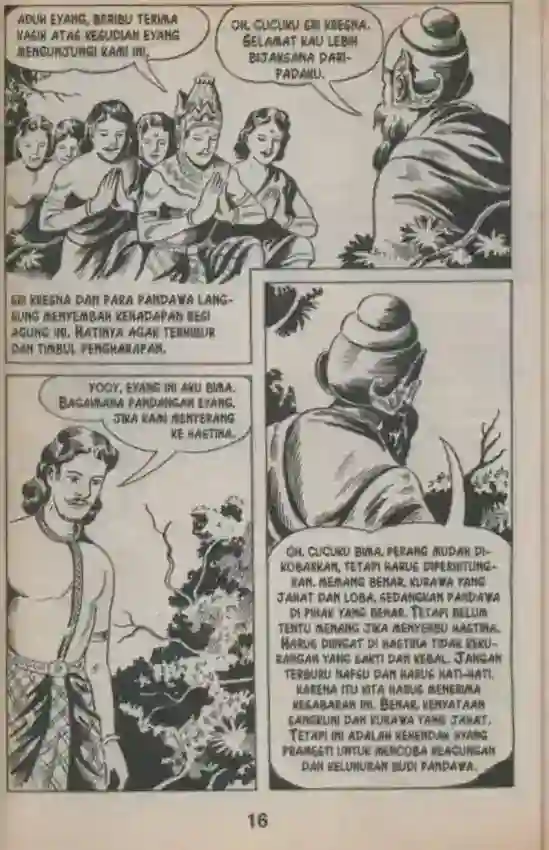 ADUH EYANG, BERIBU TERIMA
KASIH ATAS KESUDIAN EYANG
MENGUNJUNGI KAMI INI.
OH, CUCUKU SRI KRESNA.
SELAMAT KAU LEBIH
BIJAKSANA DARI-
PADAKU.
SRI KRESNA DAN PARA PANDAWA LANG-
SUNG MENYEMBAH KEHADAPAN RESI
AGUNG INI. HATINYA AGAK TERHIBUR
DAN TIMBUL PENGHARAPAN.
YOOY, EYANG INI AKU BIMA.
BAGAIMANA PANDANGAN EYANG,
JIKA KAMI MENYERANG
KE HASTINA.
OH, CUCUKU BIMA, PERANG MUDAH DI-
KOBARKAN, TETAPI HARUS DIPERHITUNG-
KAN. MEMANG BENAR, KURAWA YANG
JAHAT DAN LOBA, SEDANGKAN PANDAWA
DI PIHAK YANG BENAR. TETAPI BELUM
TENTU MENANG JIKA MENYERBU HASTINA.
HARUS DIINGAT DI HASTINA TIDAK KEKU-
RANGAN YANG SAKTI DAN KEBAL. JANGAN
TERBURU NAFSU DAN HARUS HATI-HATI.
KARENA ITU KITA HARUS MENERIMA
KESABARAN INI. BENAR, KENYATAAN
SANGKUNI DAN KURAWA YANG JAHAT.
TETAPI INI ADALAH KEHENDAK HYANG
PRAMESTI UNTUK MENCOBA KEAGUNGAN
DAN KELUHURAN BUDI PANDAWA.
16